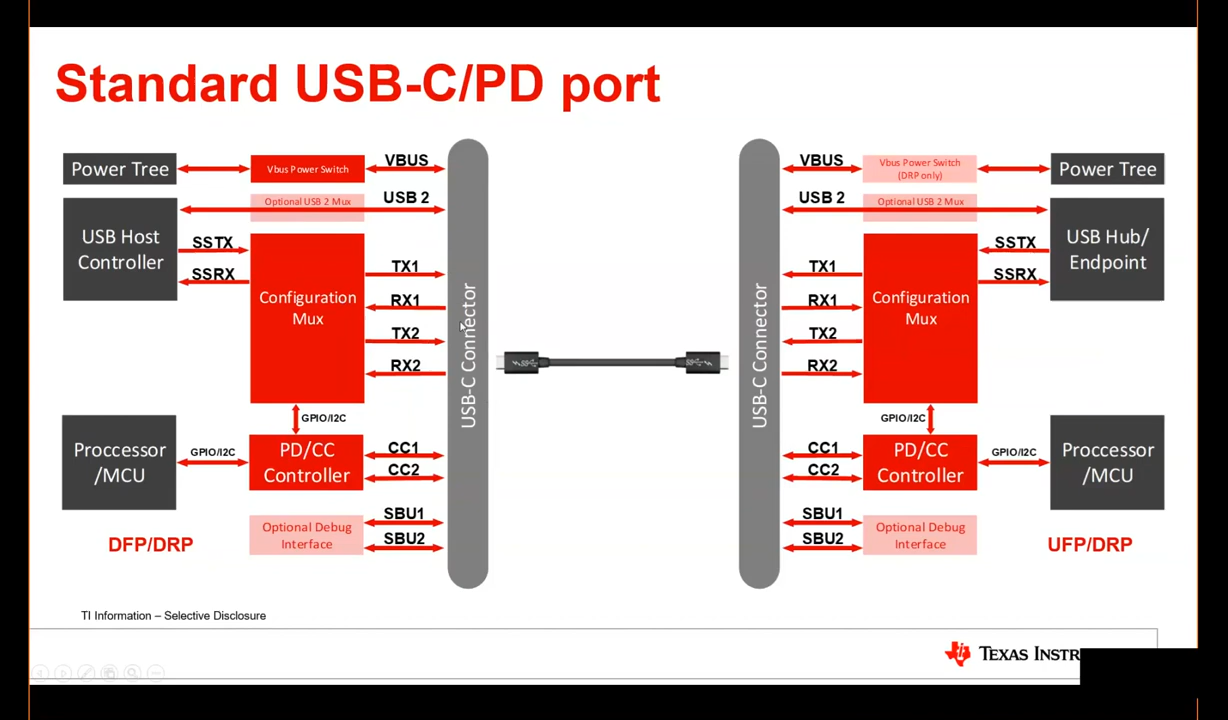 Standard USB-C/PD port
Power Tree
Vbus Power Switch
VBUS
Optional USB 2 Mux
USB 2
USB Host
Controller
SSTX
SSRX
Configuration
Mux
TX1
RX1
TX2
RX2
GPIO/I2C
Proccessor
/MCU
GPIO/I2C
PD/CC
Controller
CC1
CC2
Optional Debug
Interface
SBU1
SBU2
DFP/DRP
USB-C Connector
USB-C Connector
VBUS
Vbus Power Switch
(DRP only)
Power Tree
USB 2
Optional USB 2 Mux
TX1
RX1
TX2
RX2
Configuration
Mux
SSTX
SSRX
USB Hub/
Endpoint
GPIO/I2C
CC1
CC2
PD/CC
Controller
GPIO/I2C
Proccessor
/MCU
SBU1
SBU2
Optional Debug
Interface
UFP/DRP
TI Information – Selective Disclosure
TEXAS